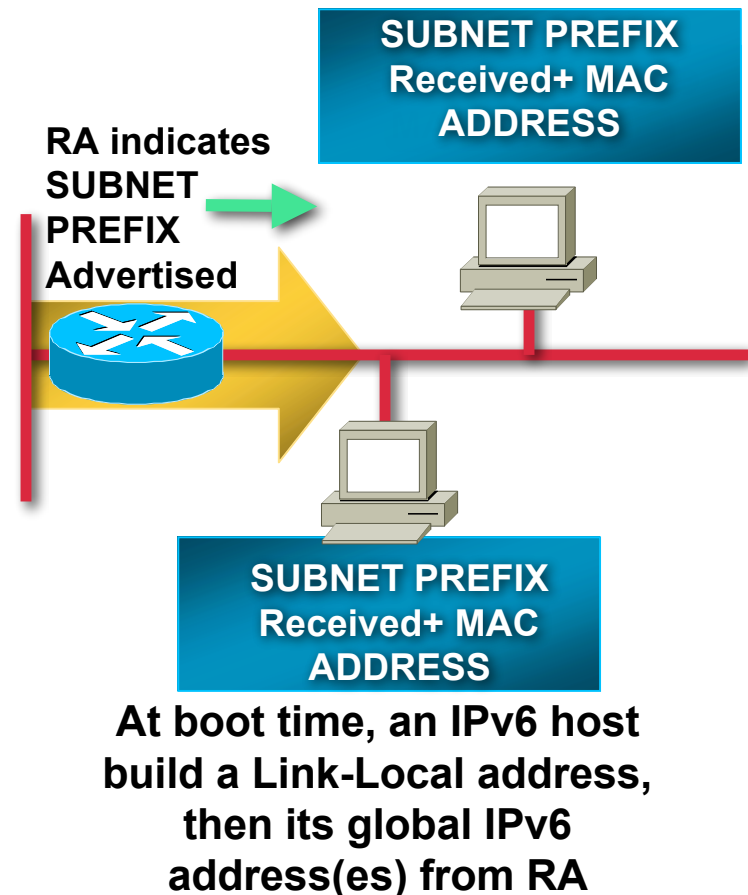 SUBNET PREFIX
Received+ MAC
ADDRESS
RA indicates
SUBNET
PREFIX
Advertised
SUBNET PREFIX
Received+ MAC
ADDRESS
At boot time, an IPv6 host
build a Link-Local address,
then its global IPv6
address(es) from RA